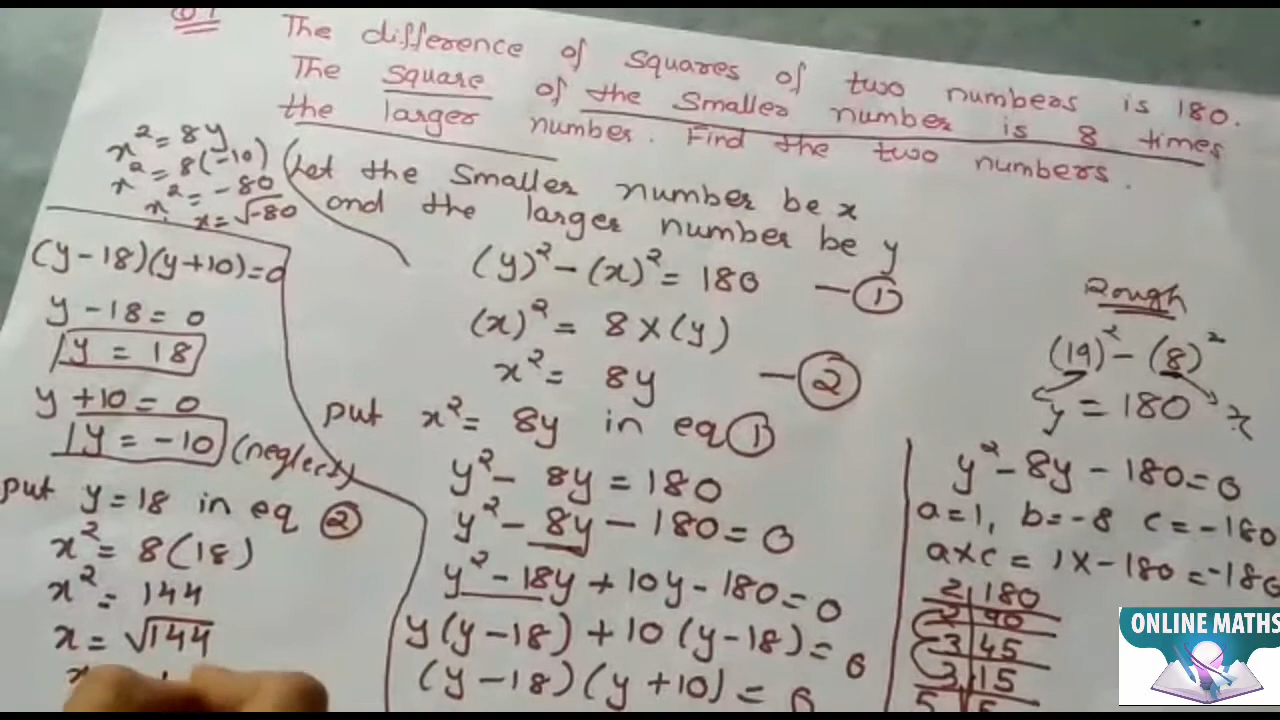 Q1
The difference of squares of two numbers is 180.
The square of the smaller number is 8 times
the larger number. Find the two numbers.
x² = 8y
x² = 8(-10)
x² = -80
x = √-80
Let the smaller number be x
and the larger number be y
(y)² - (x)² = 180 — ①
(x)² = 8 × (y)
x² = 8y — ②
put x² = 8y in eq ①
y² - 8y = 180
y² - 8y - 180 = 0
y² - 18y + 10y - 180 = 0
y(y-18) + 10(y-18) = 0
(y-18)(y+10) = 0
(y-18)(y+10)=0
y - 18 = 0
y = 18
y + 10 = 0
y = -10 (neglect)
put y = 18 in eq ②
x² = 8(18)
x² = 144
x = √144
x
Rough
(19)² - (8)²
y = 180 x
y² - 8y - 180 = 0
a = 1, b = -8 c = -180
a×c = 1 × -180 = -180
2 | 180
2 | 90
3 | 45
3 | 15
5 | 5
ONLINE MATHS